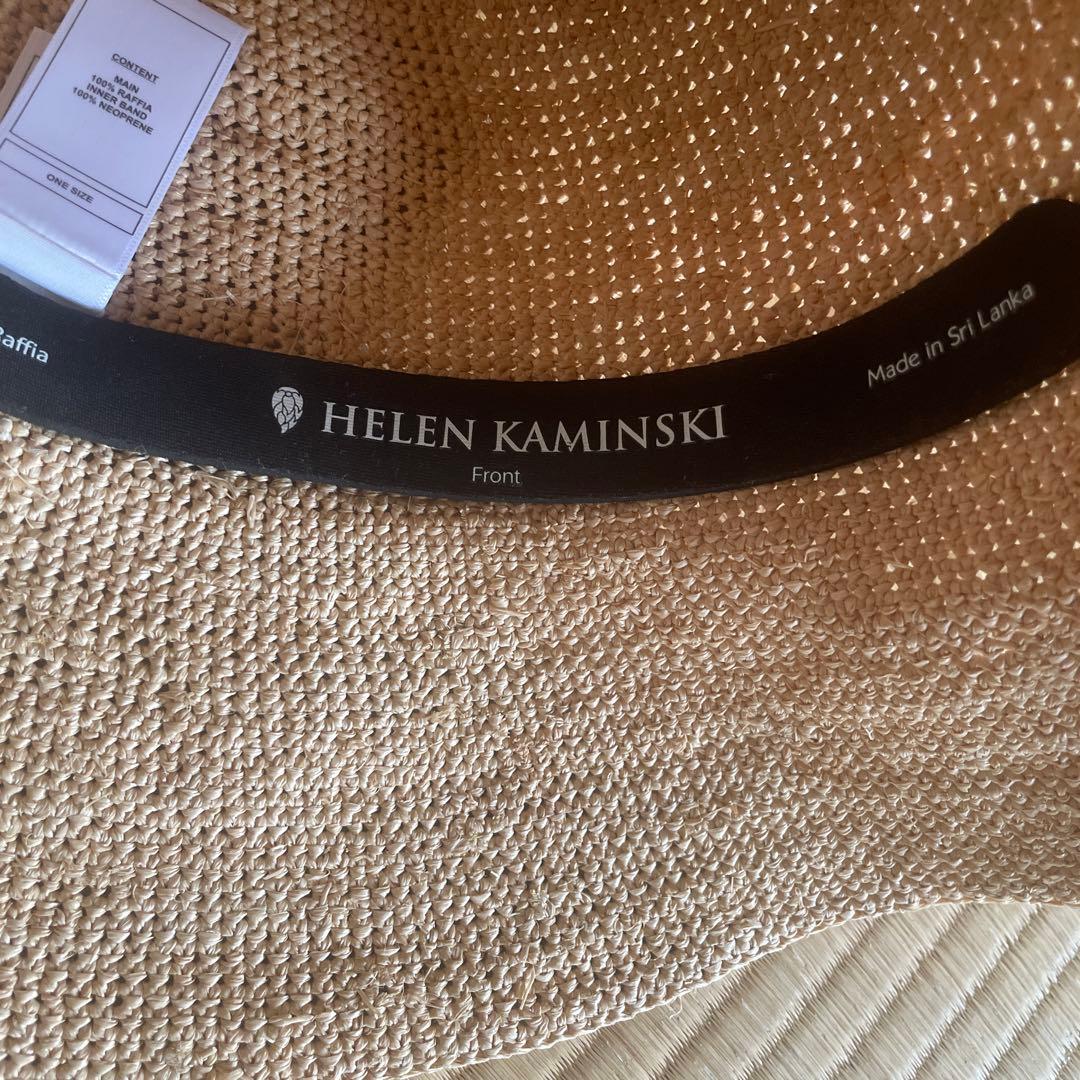 CONTENT
MAIN
100% RAFFIA
INNER BAND
100% NEOPRENE
ONE SIZE
Raffia
HELEN KAMINSKI
Front
Made in Sri Lanka